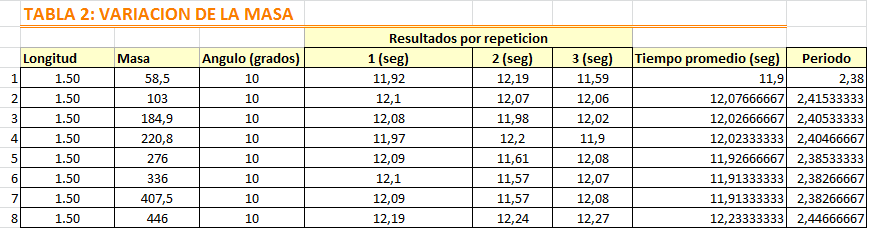 TABLA 2: VARIACION DE LA MASA
Resultados por repeticion
Longitud Masa Angulo (grados) 1 (seg) 2 (seg) 3 (seg) Tiempo promedio (seg) Periodo
1 1.50 58,5 10 11,92 12,19 11,59 11,9 2,38
2 1.50 103 10 12,1 12,07 12,06 12,07666667 2,41533333
3 1.50 184,9 10 12,08 11,98 12,02 12,02666667 2,40533333
4 1.50 220,8 10 11,97 12,2 11,9 12,02333333 2,40466667
5 1.50 276 10 12,09 11,61 12,08 11,92666667 2,38533333
6 1.50 336 10 12,1 11,57 12,07 11,91333333 2,38266667
7 1.50 407,5 10 12,09 11,57 12,08 11,91333333 2,38266667
8 1.50 446 10 12,19 12,24 12,27 12,23333333 2,44666667